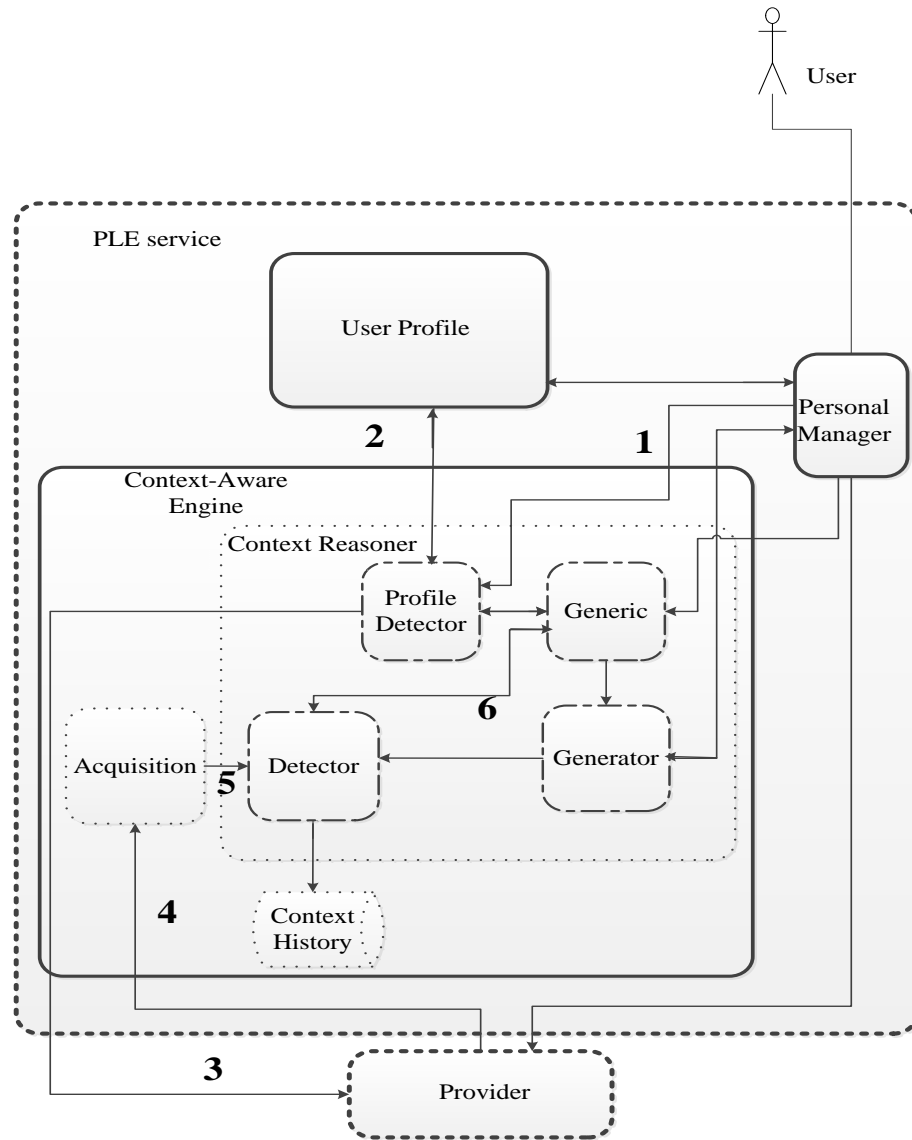 User
PLE service
User Profile
Personal
Manager
2
1
Context-Aware
Engine
Context Reasoner
Profile
Detector
Generic
6
Acquisition
5
Detector
Generator
4
Context
History
3
Provider